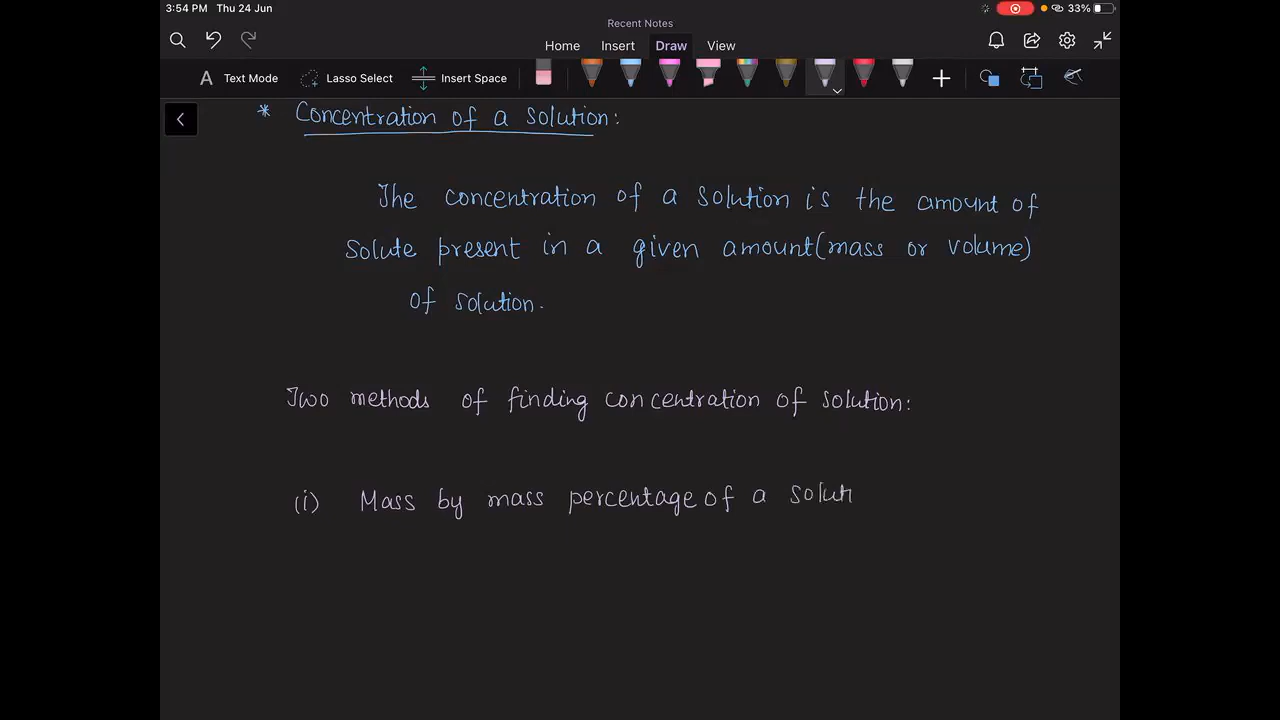 3:54 PM Thu 24 Jun
33%
Recent Notes
Home Insert Draw View
Text Mode Lasso Select Insert Space
* Concentration of a solution:
The concentration of a solution is the amount of
solute present in a given amount (mass or volume)
of solution.
Two methods of finding concentration of solution:
(i) Mass by mass percentage of a solut